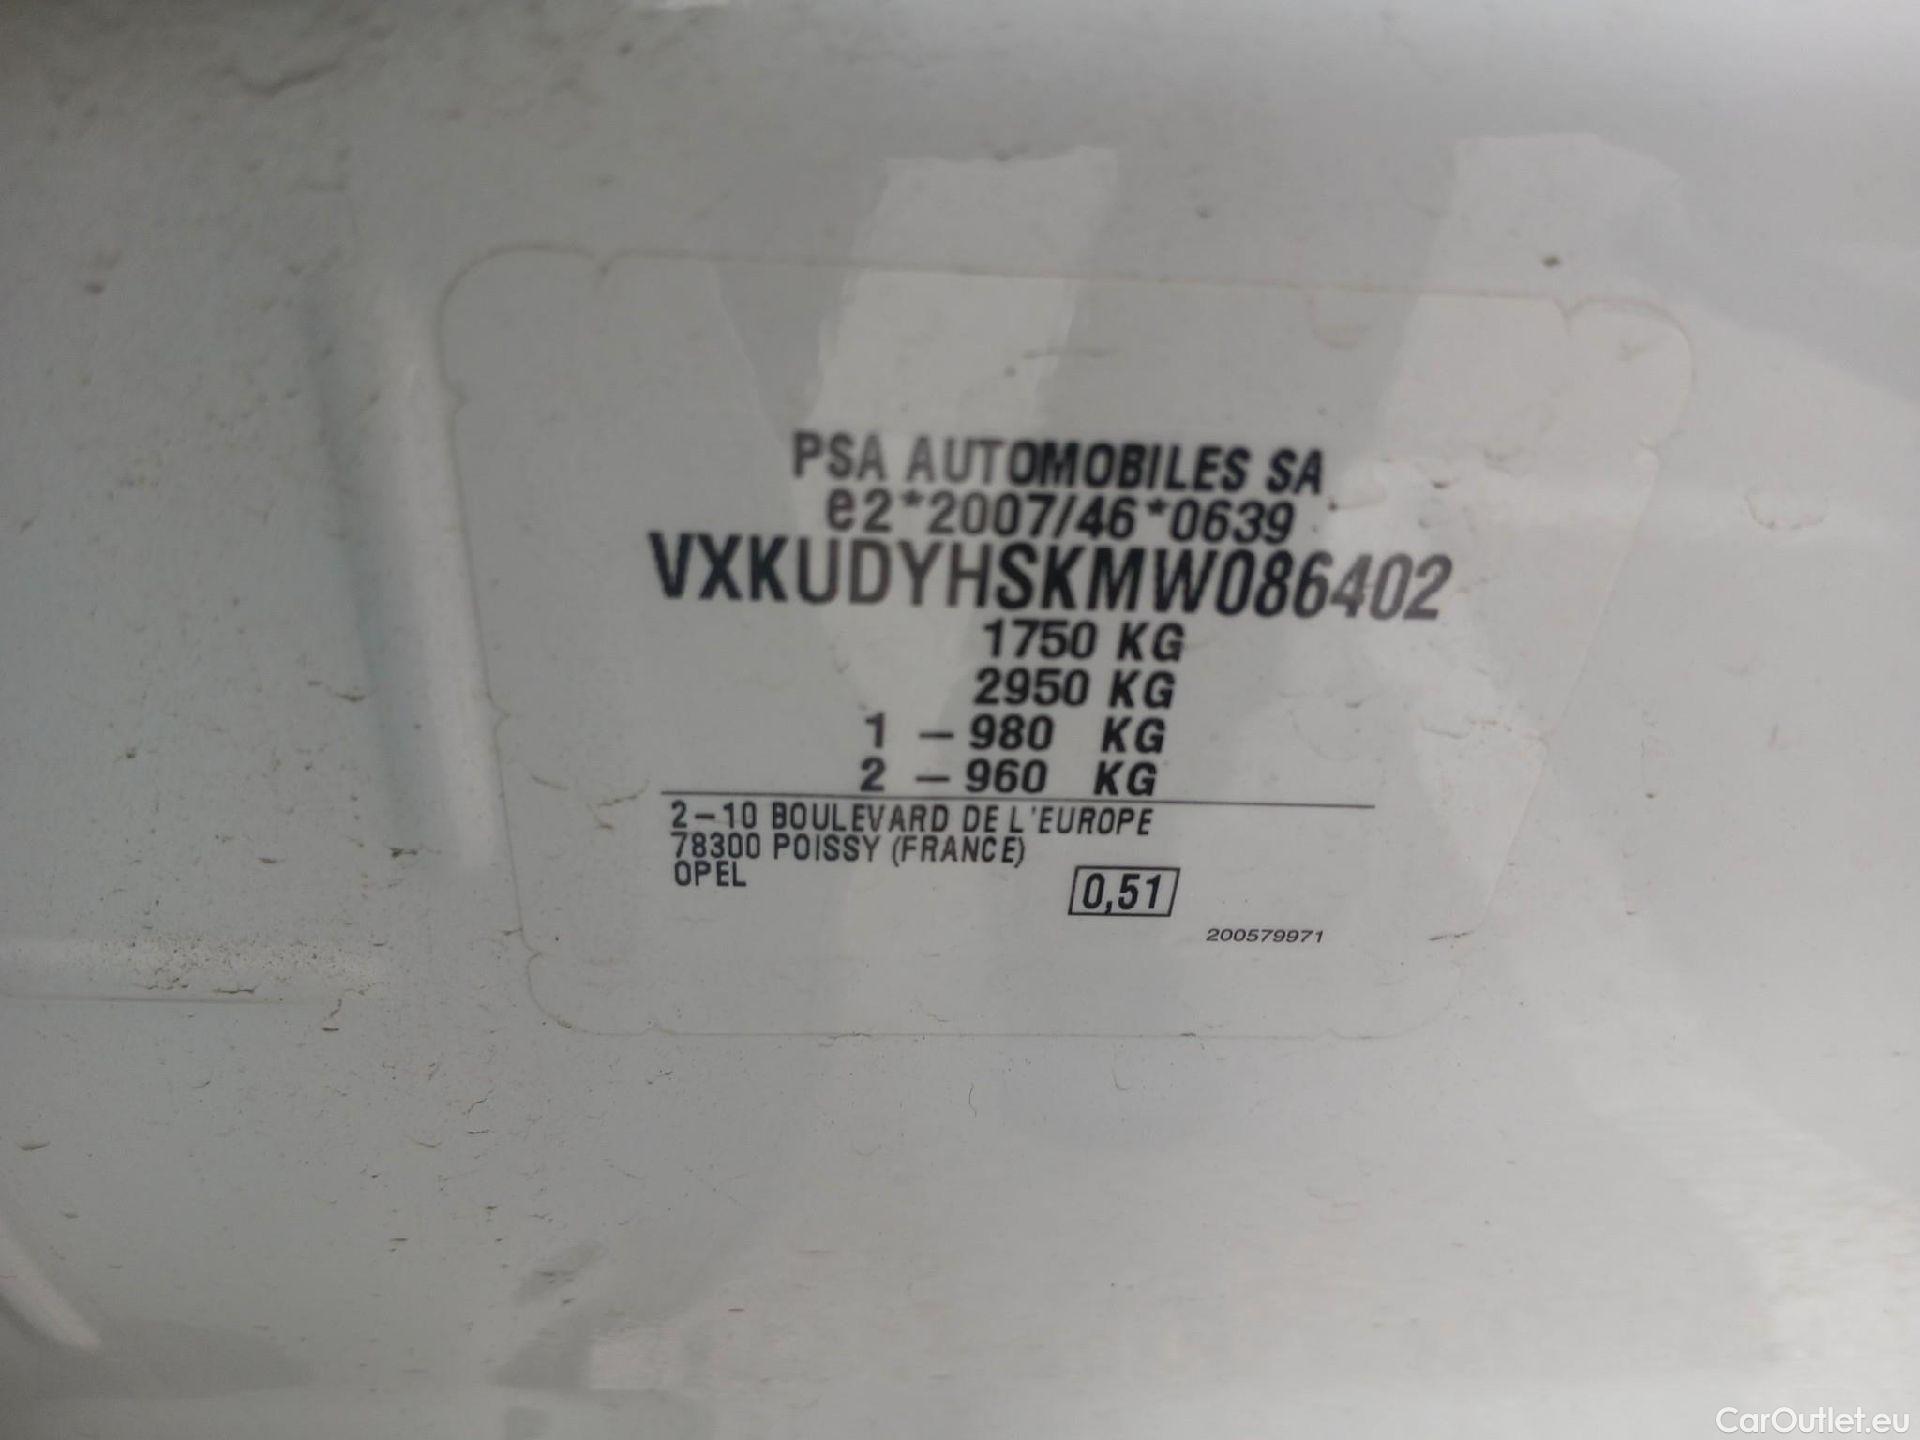 PSA AUTOMOBILES SA
e2*2007/46*0639
VXKUDYHSKMW086402
1750 KG
2950 KG
1 – 980 KG
2 – 960 KG
2–10 BOULEVARD DE L'EUROPE
78300 POISSY (FRANCE)
OPEL
0,51
200579971
CarOutlet.eu